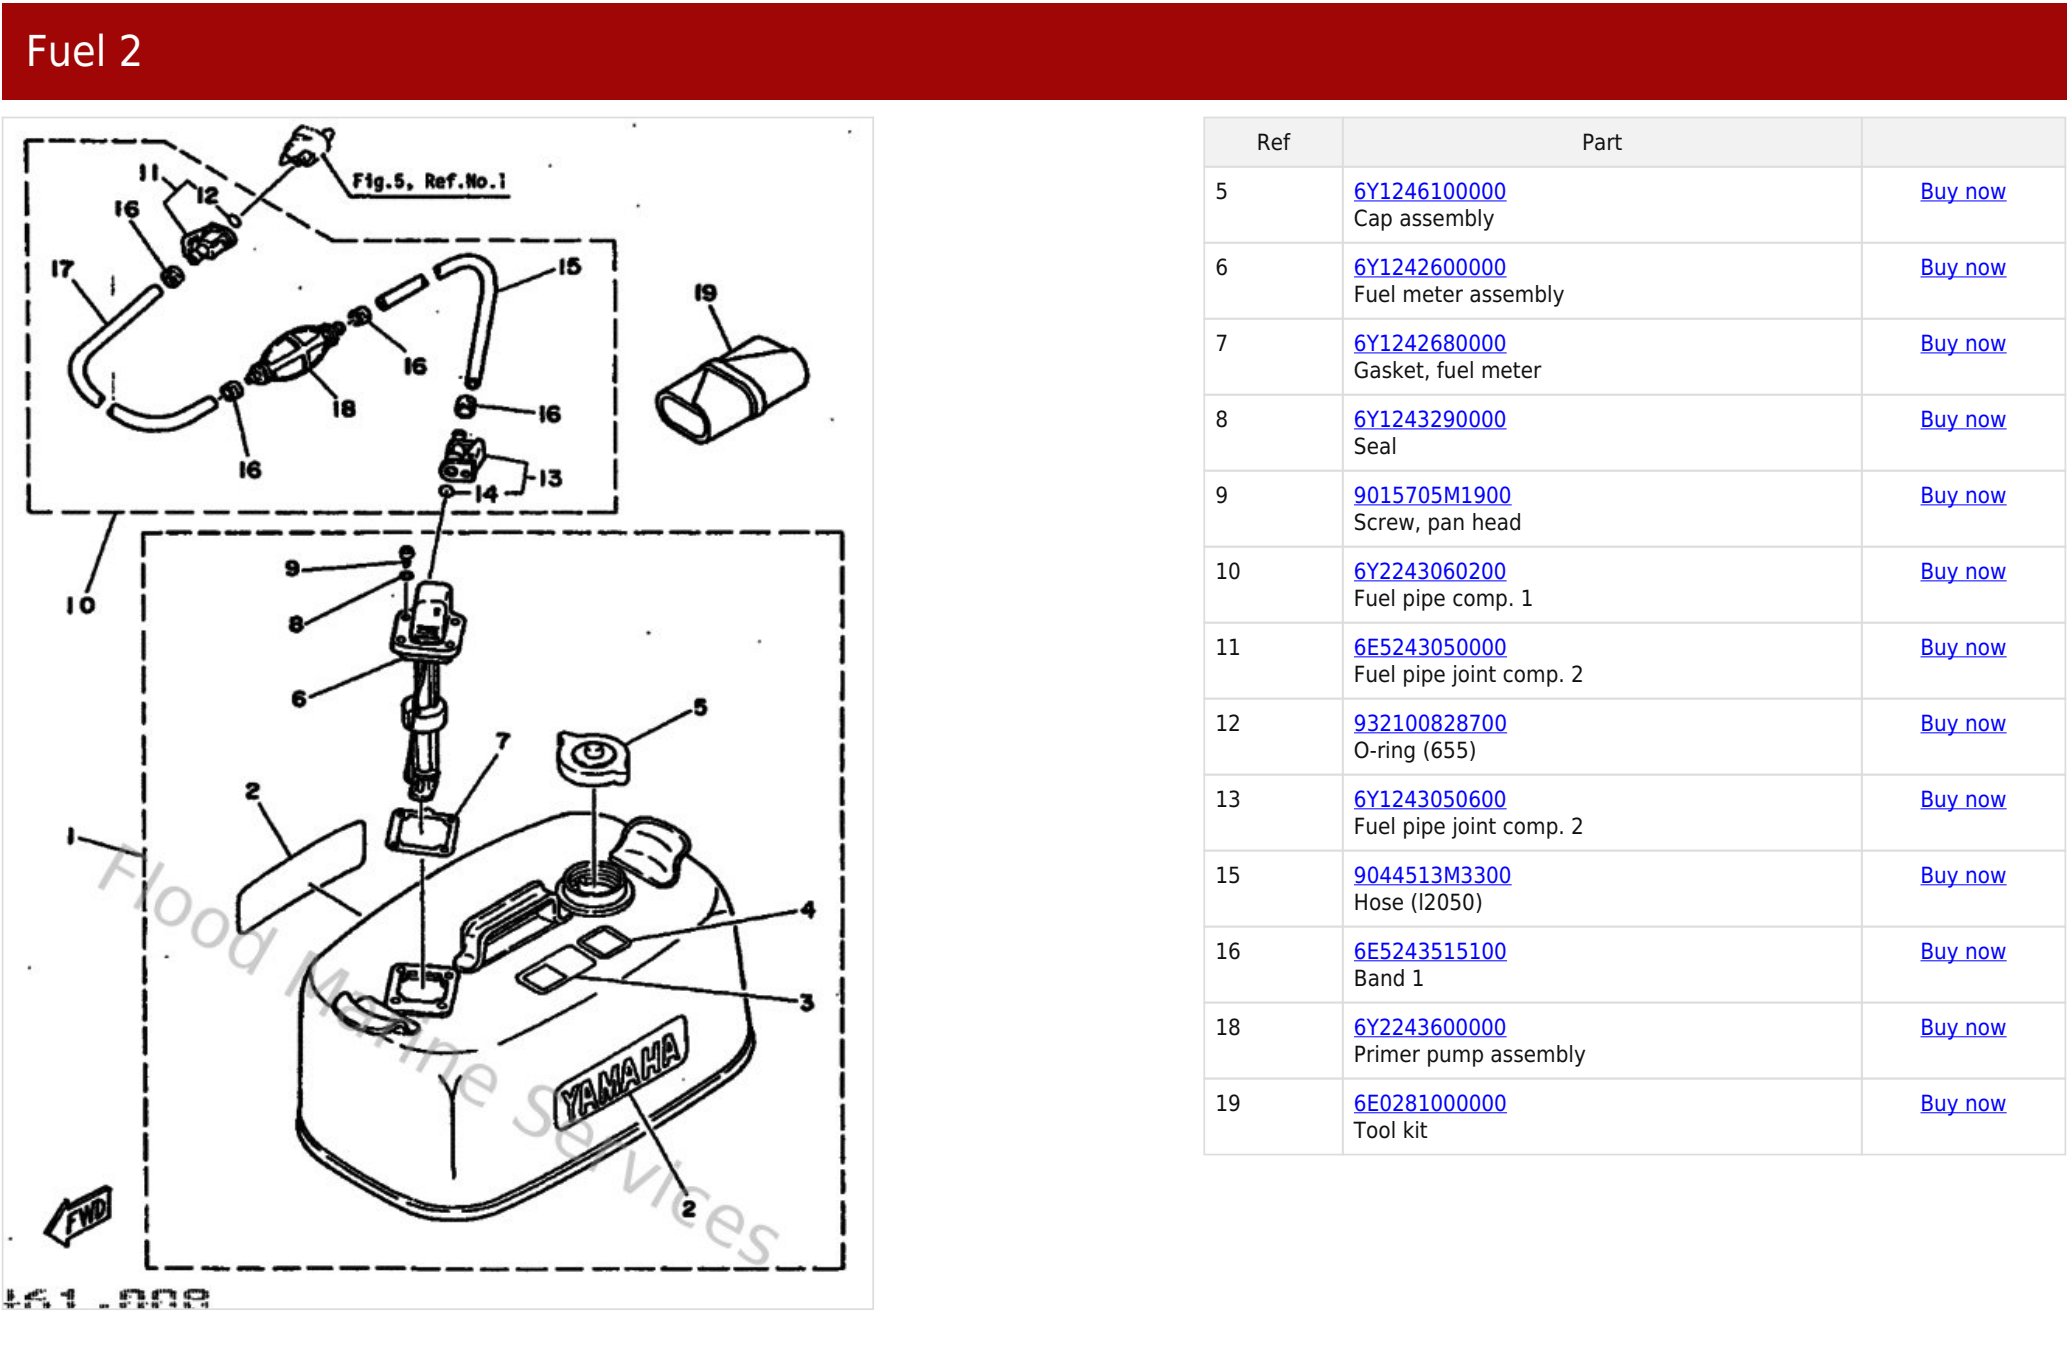 Fuel 2
Fig.5, Ref.No.1
11
12
16
17
15
19
16
18
16
16
13
14
10
9
8
6
5
7
2
1
4
3
YAMAHA
2
FWD
Flood Marine Services
Ref Part
5 6Y1246100000 Buy now
Cap assembly
6 6Y1242600000 Buy now
Fuel meter assembly
7 6Y1242680000 Buy now
Gasket, fuel meter
8 6Y1243290000 Buy now
Seal
9 9015705M1900 Buy now
Screw, pan head
10 6Y2243060200 Buy now
Fuel pipe comp. 1
11 6E5243050000 Buy now
Fuel pipe joint comp. 2
12 932100828700 Buy now
O-ring (655)
13 6Y1243050600 Buy now
Fuel pipe joint comp. 2
15 9044513M3300 Buy now
Hose (l2050)
16 6E5243515100 Buy now
Band 1
18 6Y2243600000 Buy now
Primer pump assembly
19 6E0281000000 Buy now
Tool kit